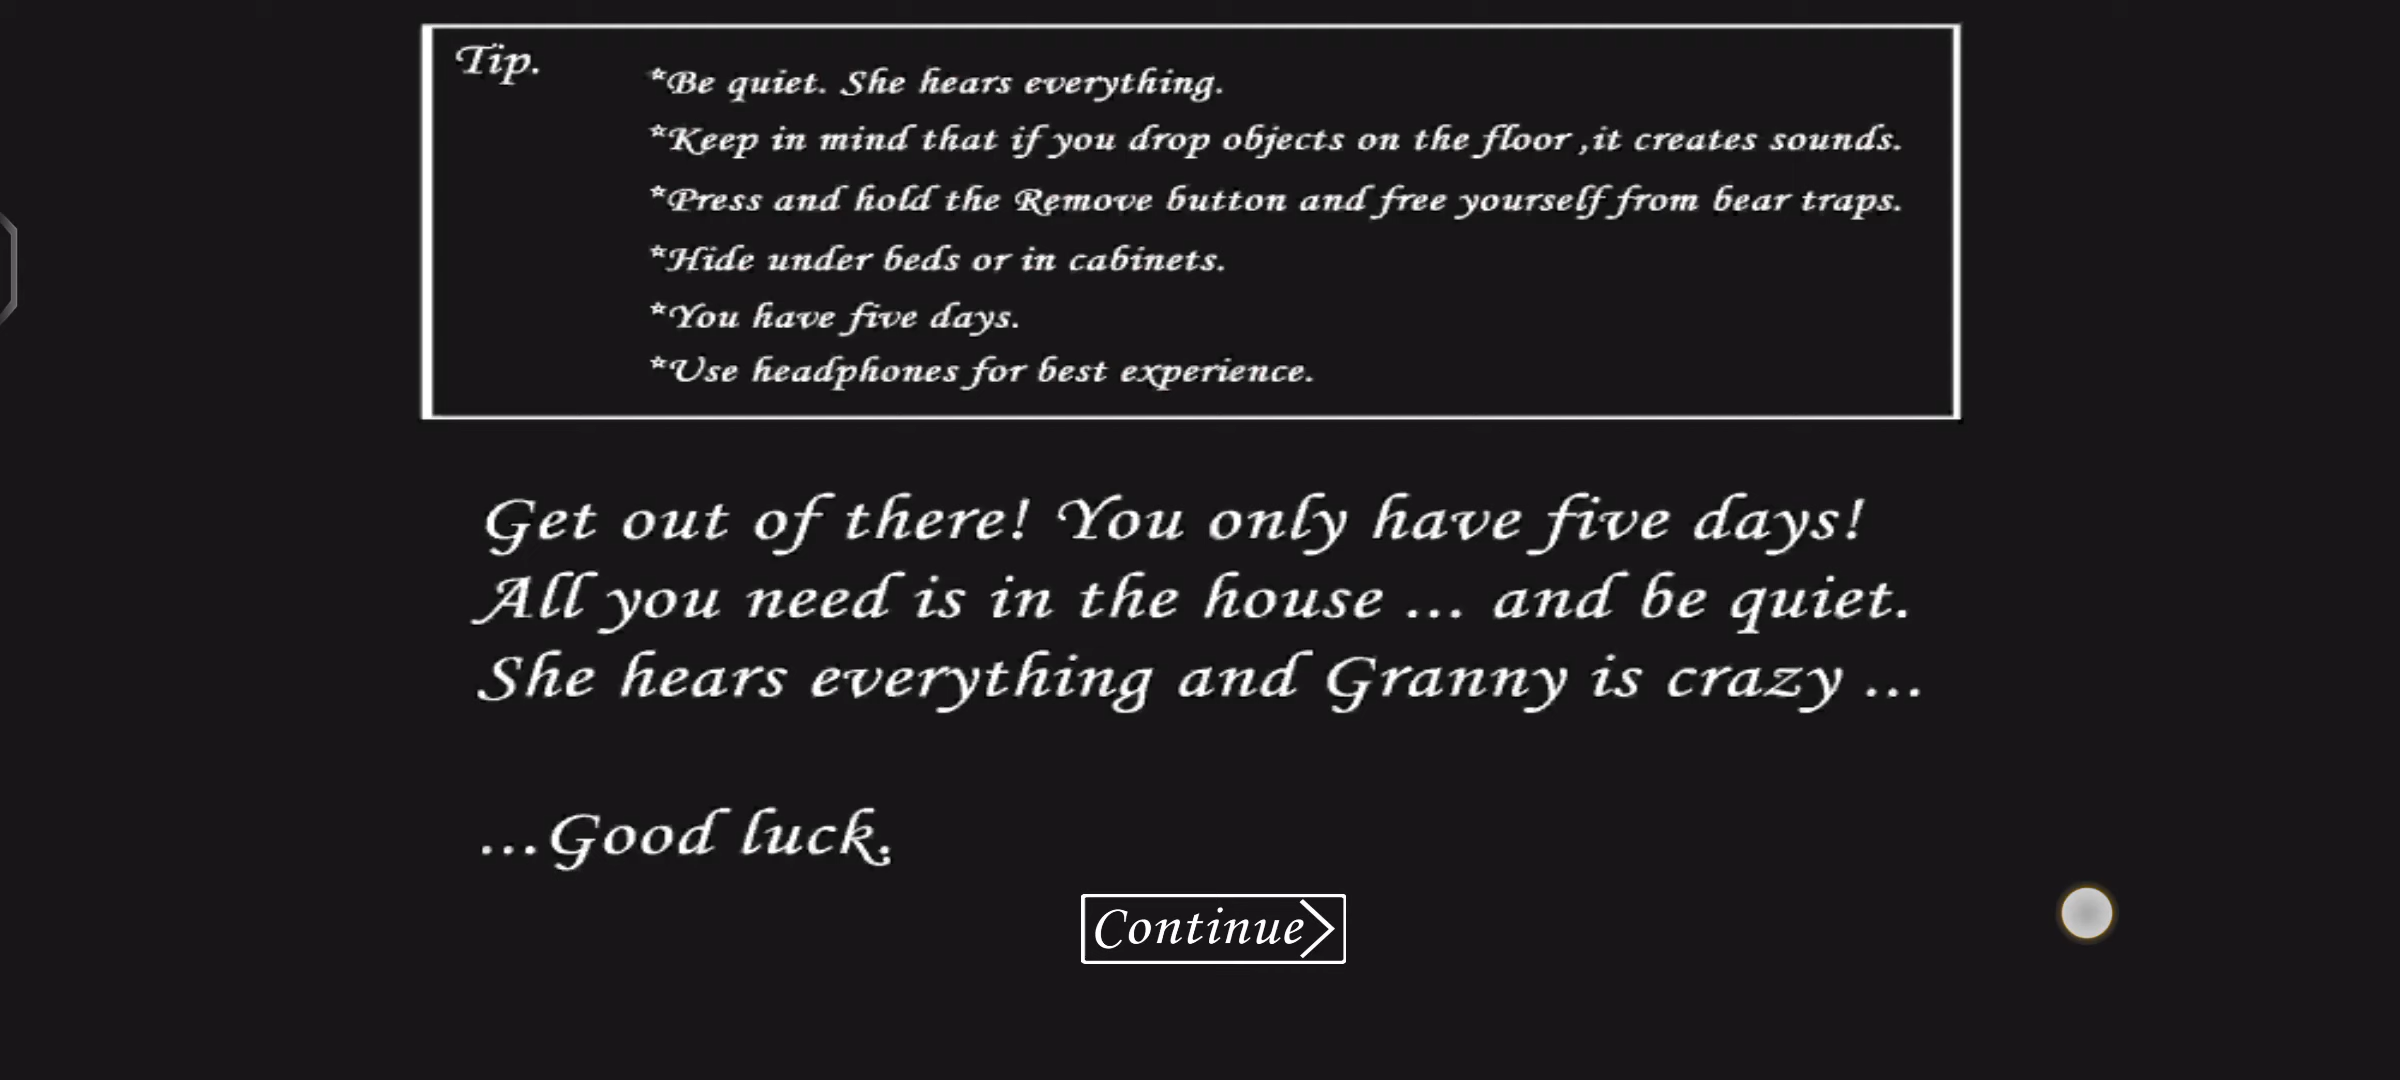 Tip.
*Be quiet. She hears everything.
*Keep in mind that if you drop objects on the floor ,it creates sounds.
*Press and hold the Remove button and free yourself from bear traps.
*Hide under beds or in cabinets.
*You have five days.
*Use headphones for best experience.
Get out of there! You only have five days!
All you need is in the house ... and be quiet.
She hears everything and Granny is crazy ...
...Good luck.
Continue